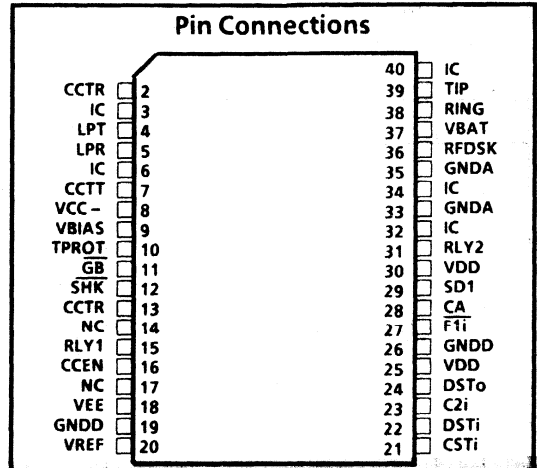 Pin Connections
40 IC
CCTR 2 39 TIP
IC 3 38 RING
LPT 4 37 VBAT
LPR 5 36 RFDSK
IC 6 35 GNDA
CCTT 7 34 IC
VCC – 8 33 GNDA
VBIAS 9 32 IC
TPROT 10 31 RLY2
GB 11 30 VDD
SHK 12 29 SD1
CCTR 13 28 CA
NC 14 27 F1i
RLY1 15 26 GNDD
CCEN 16 25 VDD
NC 17 24 DSTo
VEE 18 23 C2i
GNDD 19 22 DSTi
VREF 20 21 CSTi